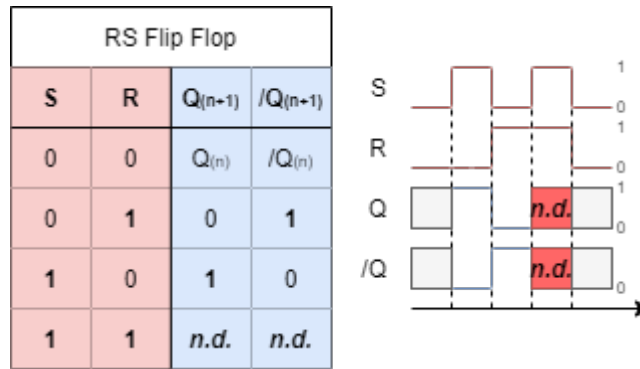 RS Flip Flop
S R Q(n+1) /Q(n+1)
0 0 Q(n) /Q(n)
0 1 0 1
1 0 1 0
1 1 n.d. n.d.
S 1 0
R 1 0
Q n.d. 1 0
/Q n.d. 0